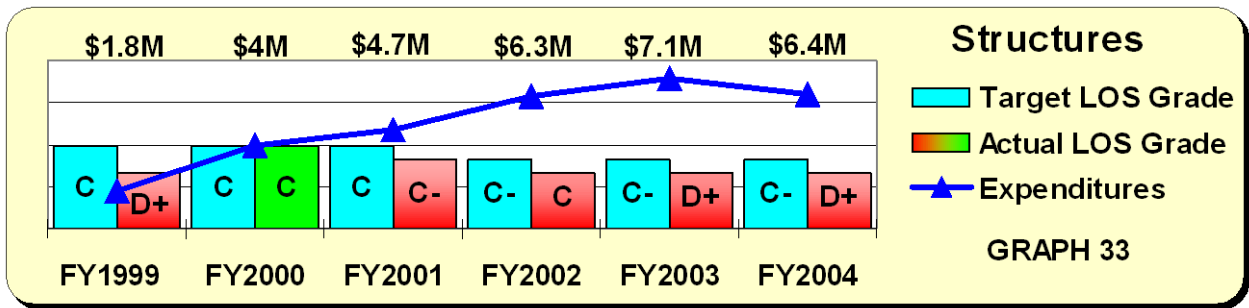 $1.8M $4M $4.7M $6.3M $7.1M $6.4M
C D+ C C C C- C- C C- D+ C- D+
FY1999 FY2000 FY2001 FY2002 FY2003 FY2004
Structures
Target LOS Grade
Actual LOS Grade
Expenditures
GRAPH 33